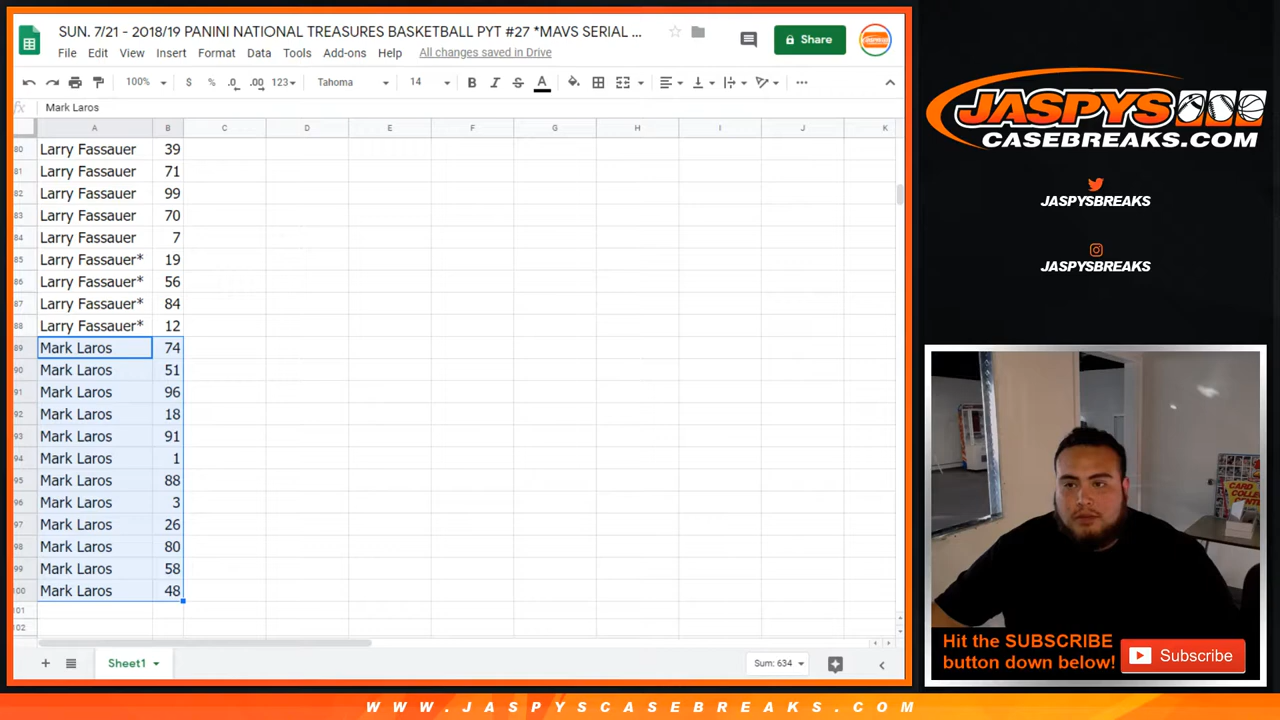 SUN. 7/21 - 2018/19 PANINI NATIONAL TREASURES BASKETBALL PYT #27 *MAVS SERIAL ...
File Edit View Insert Format Data Tools Add-ons Help All changes saved in Drive
Share
100% $ % .0 .00 123 Tahoma 14 B I S A
fx Mark Laros
A B C D E F G H I J K
80 Larry Fassauer 39
81 Larry Fassauer 71
82 Larry Fassauer 99
83 Larry Fassauer 70
84 Larry Fassauer 7
85 Larry Fassauer* 19
86 Larry Fassauer* 56
87 Larry Fassauer* 84
88 Larry Fassauer* 12
89 Mark Laros 74
90 Mark Laros 51
91 Mark Laros 96
92 Mark Laros 18
93 Mark Laros 91
94 Mark Laros 1
95 Mark Laros 88
96 Mark Laros 3
97 Mark Laros 26
98 Mark Laros 80
99 Mark Laros 58
100 Mark Laros 48
101
102
Sheet1
Sum: 634
JASPYS
CASEBREAKS.COM
JASPYSBREAKS
JASPYSBREAKS
CARD
Hit the SUBSCRIBE
button down below!
Subscribe
WWW.JASPYSCASEBREAKS.COM